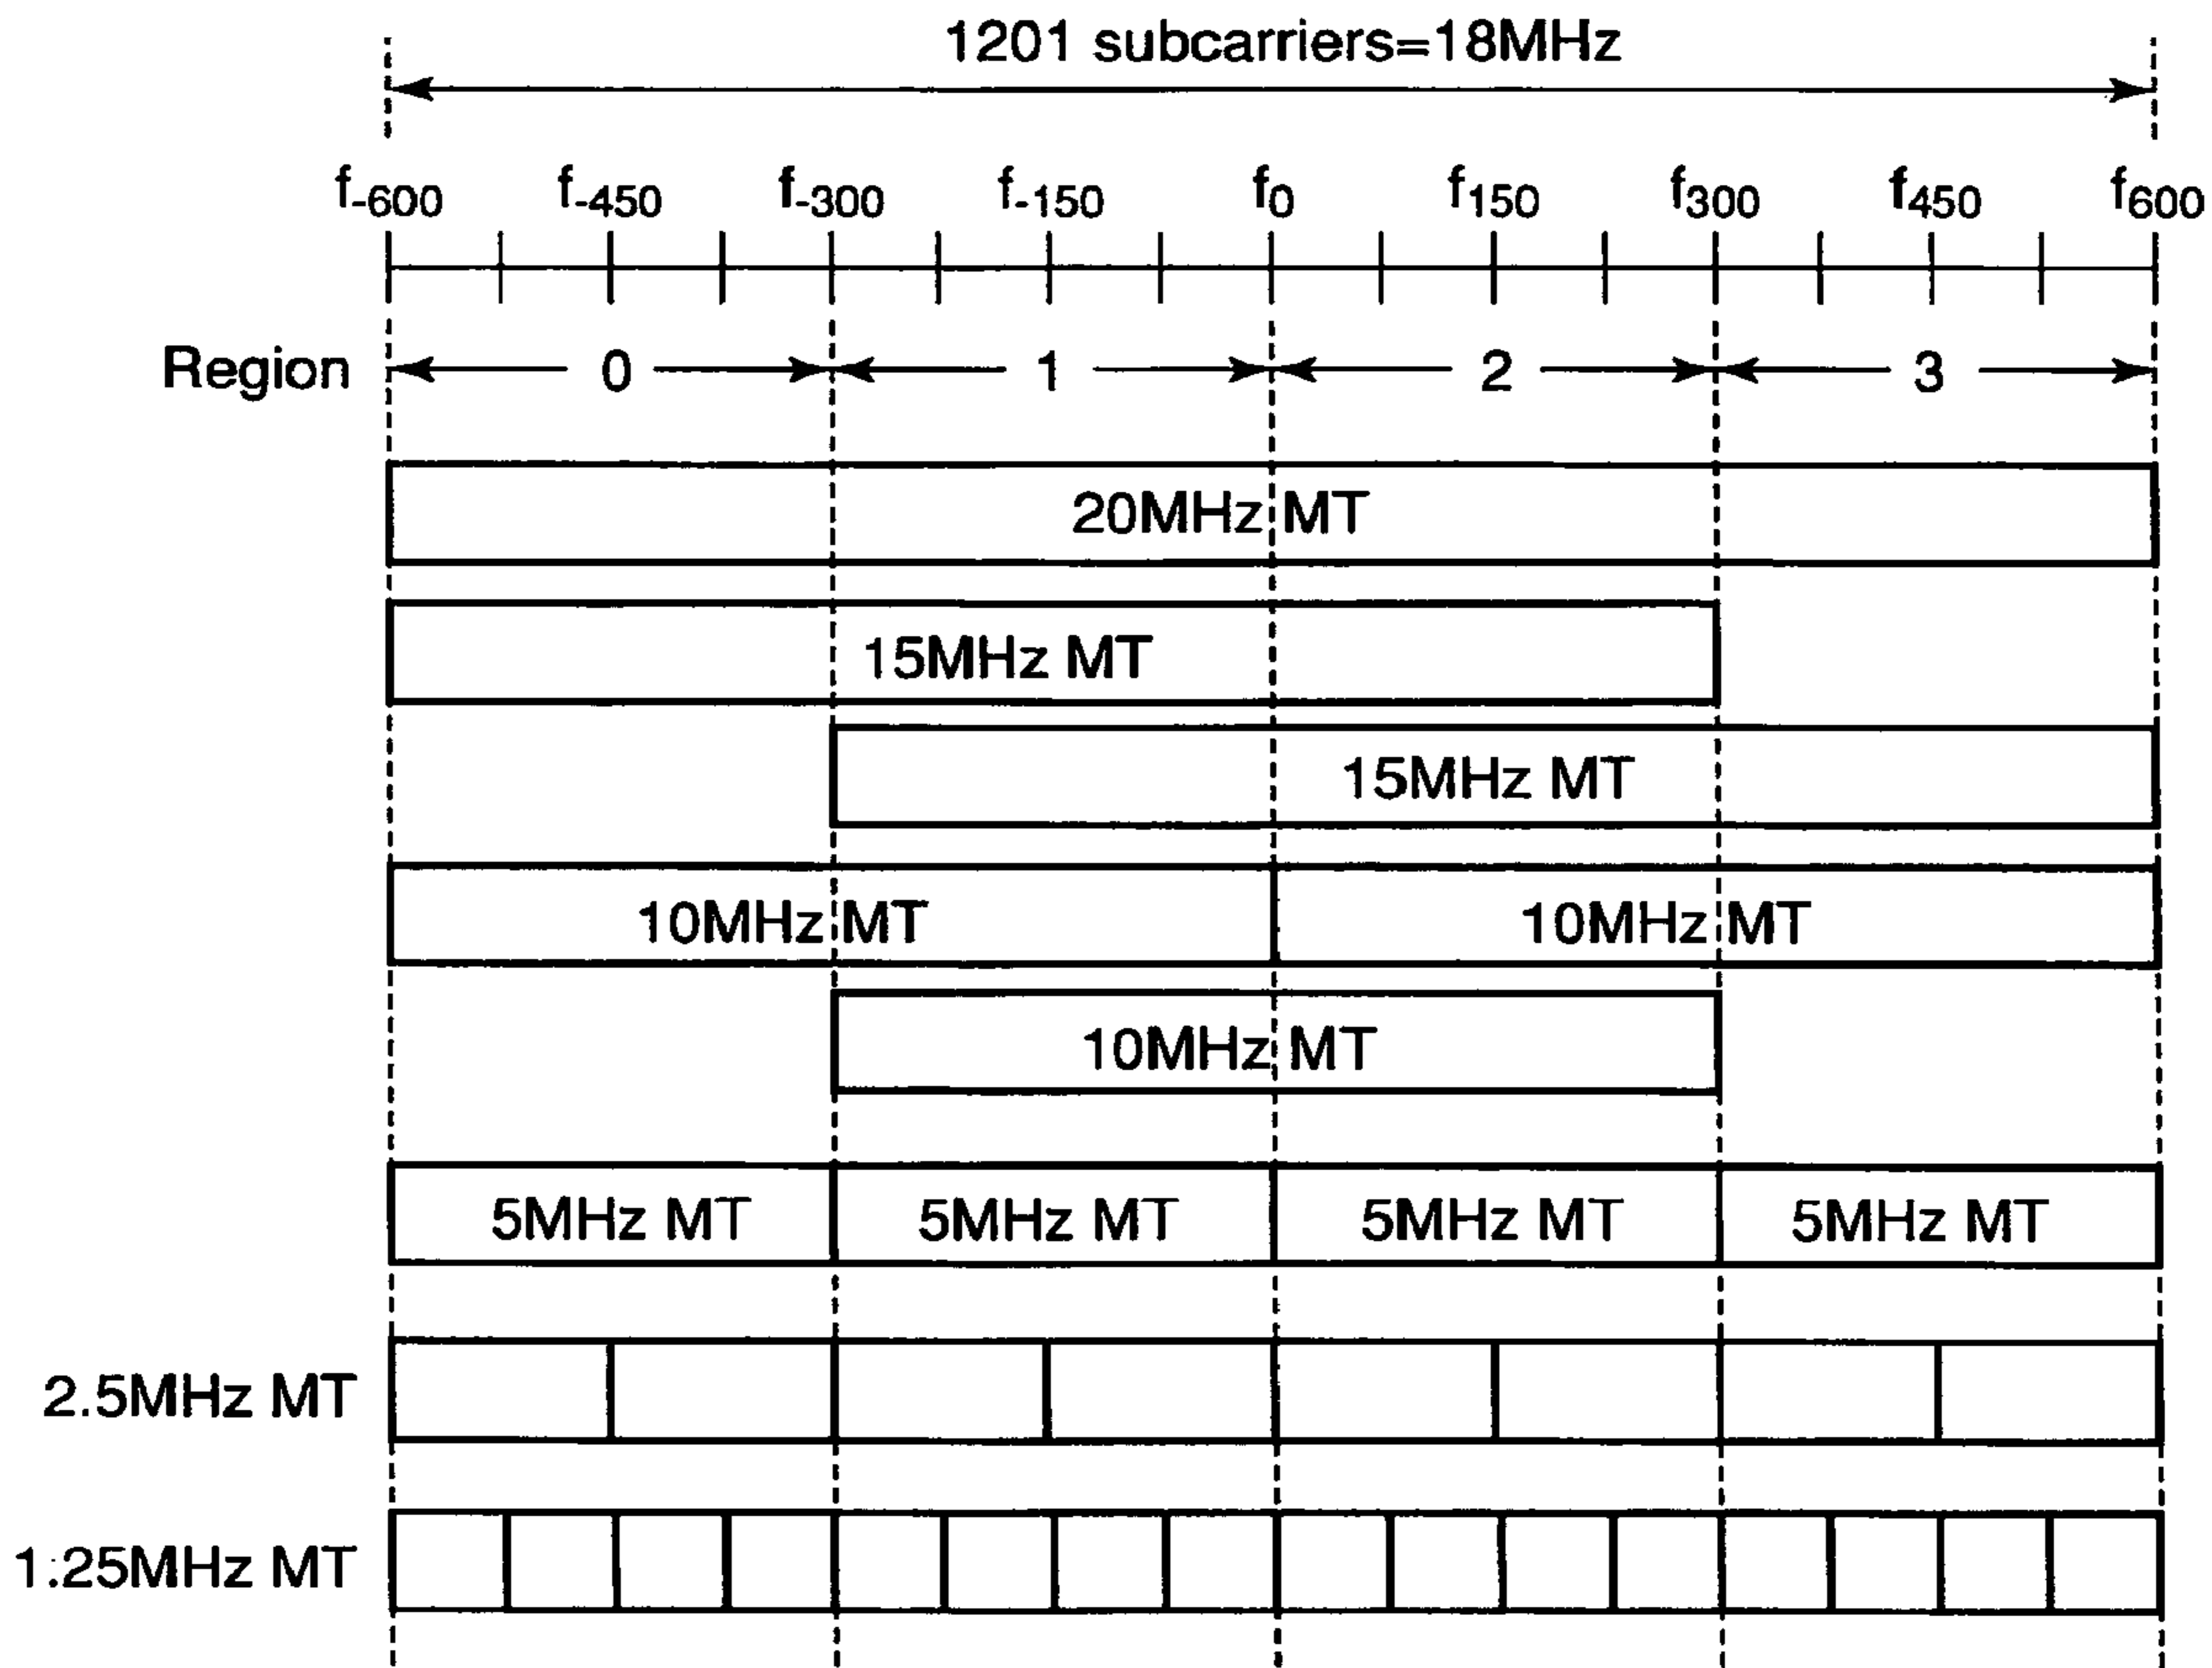 1201 subcarriers=18MHz
f-600 f-450 f-300 f-150 f0 f150 f300 f450 f600
Region 0 1 2 3
20MHz MT
15MHz MT
15MHz MT
10MHz MT 10MHz MT
10MHz MT
5MHz MT 5MHz MT 5MHz MT 5MHz MT
2.5MHz MT
1:25MHz MT